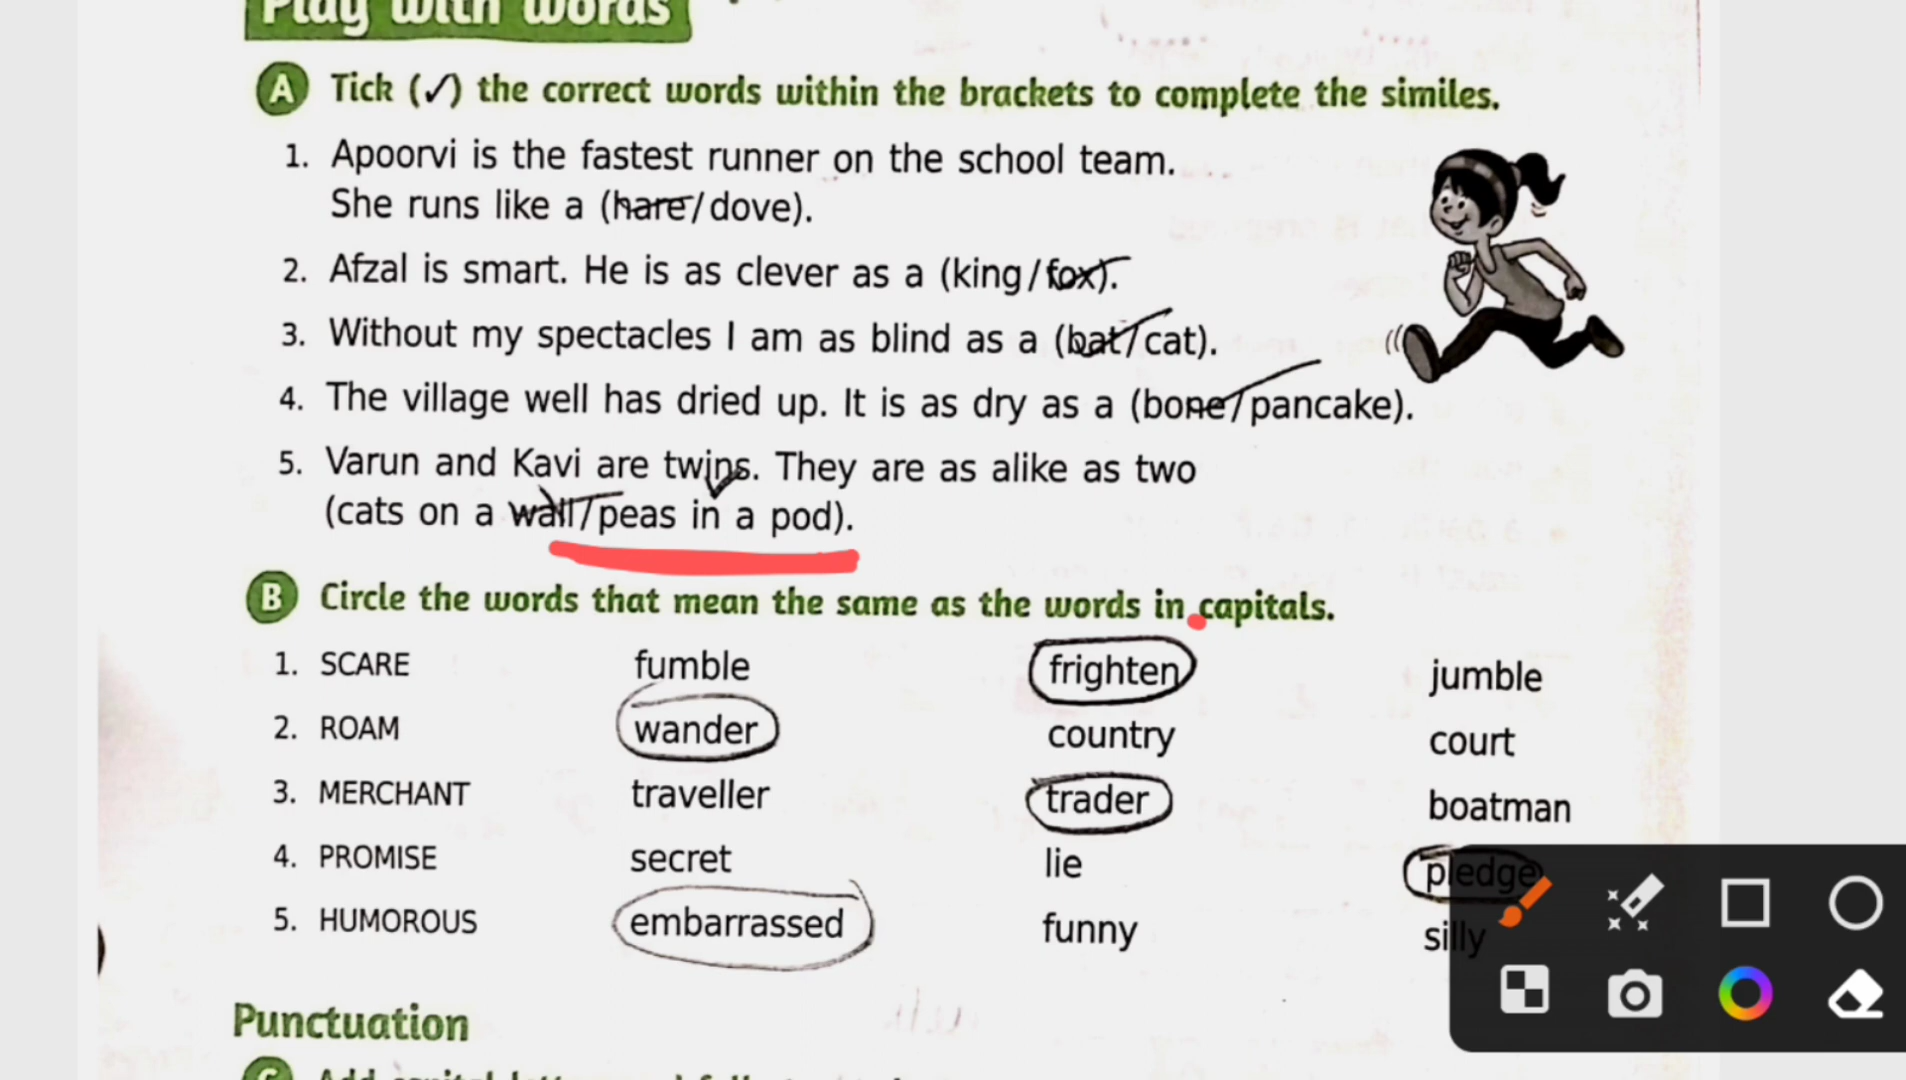 Play with words
A Tick (✓) the correct words within the brackets to complete the similes.
1. Apoorvi is the fastest runner on the school team.
She runs like a (hare/dove).
2. Afzal is smart. He is as clever as a (king/fox).
3. Without my spectacles I am as blind as a (bat/cat).
4. The village well has dried up. It is as dry as a (bone/pancake).
5. Varun and Kavi are twins. They are as alike as two
(cats on a wall/peas in a pod).
B Circle the words that mean the same as the words in capitals.
1. SCARE fumble frighten jumble
2. ROAM wander country court
3. MERCHANT traveller trader boatman
4. PROMISE secret lie pledge
5. HUMOROUS embarrassed funny silly
Punctuation